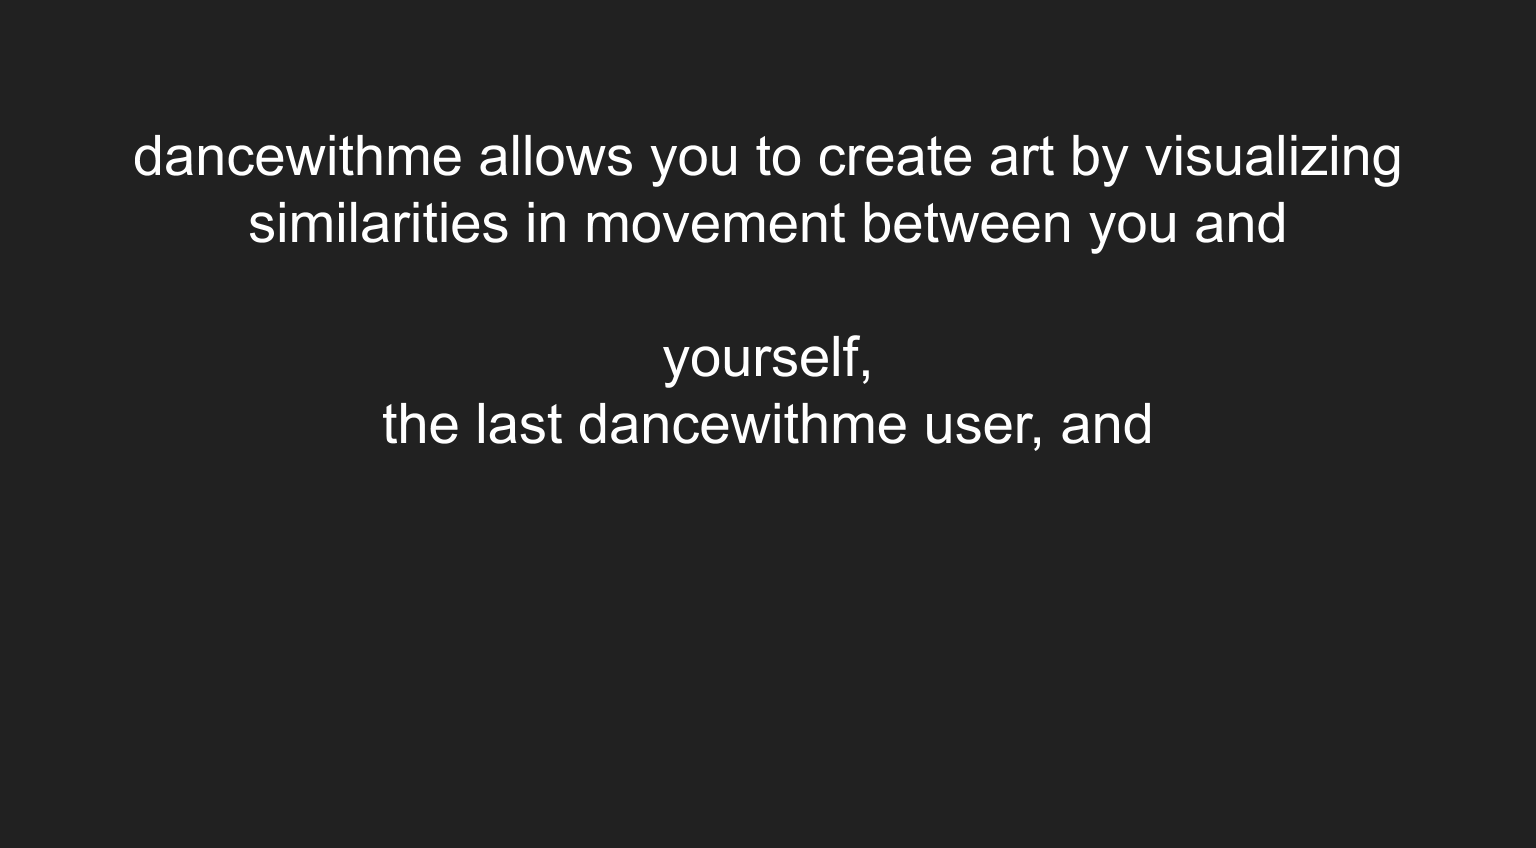 dancewithme allows you to create art by visualizing
similarities in movement between you and
yourself,
the last dancewithme user, and